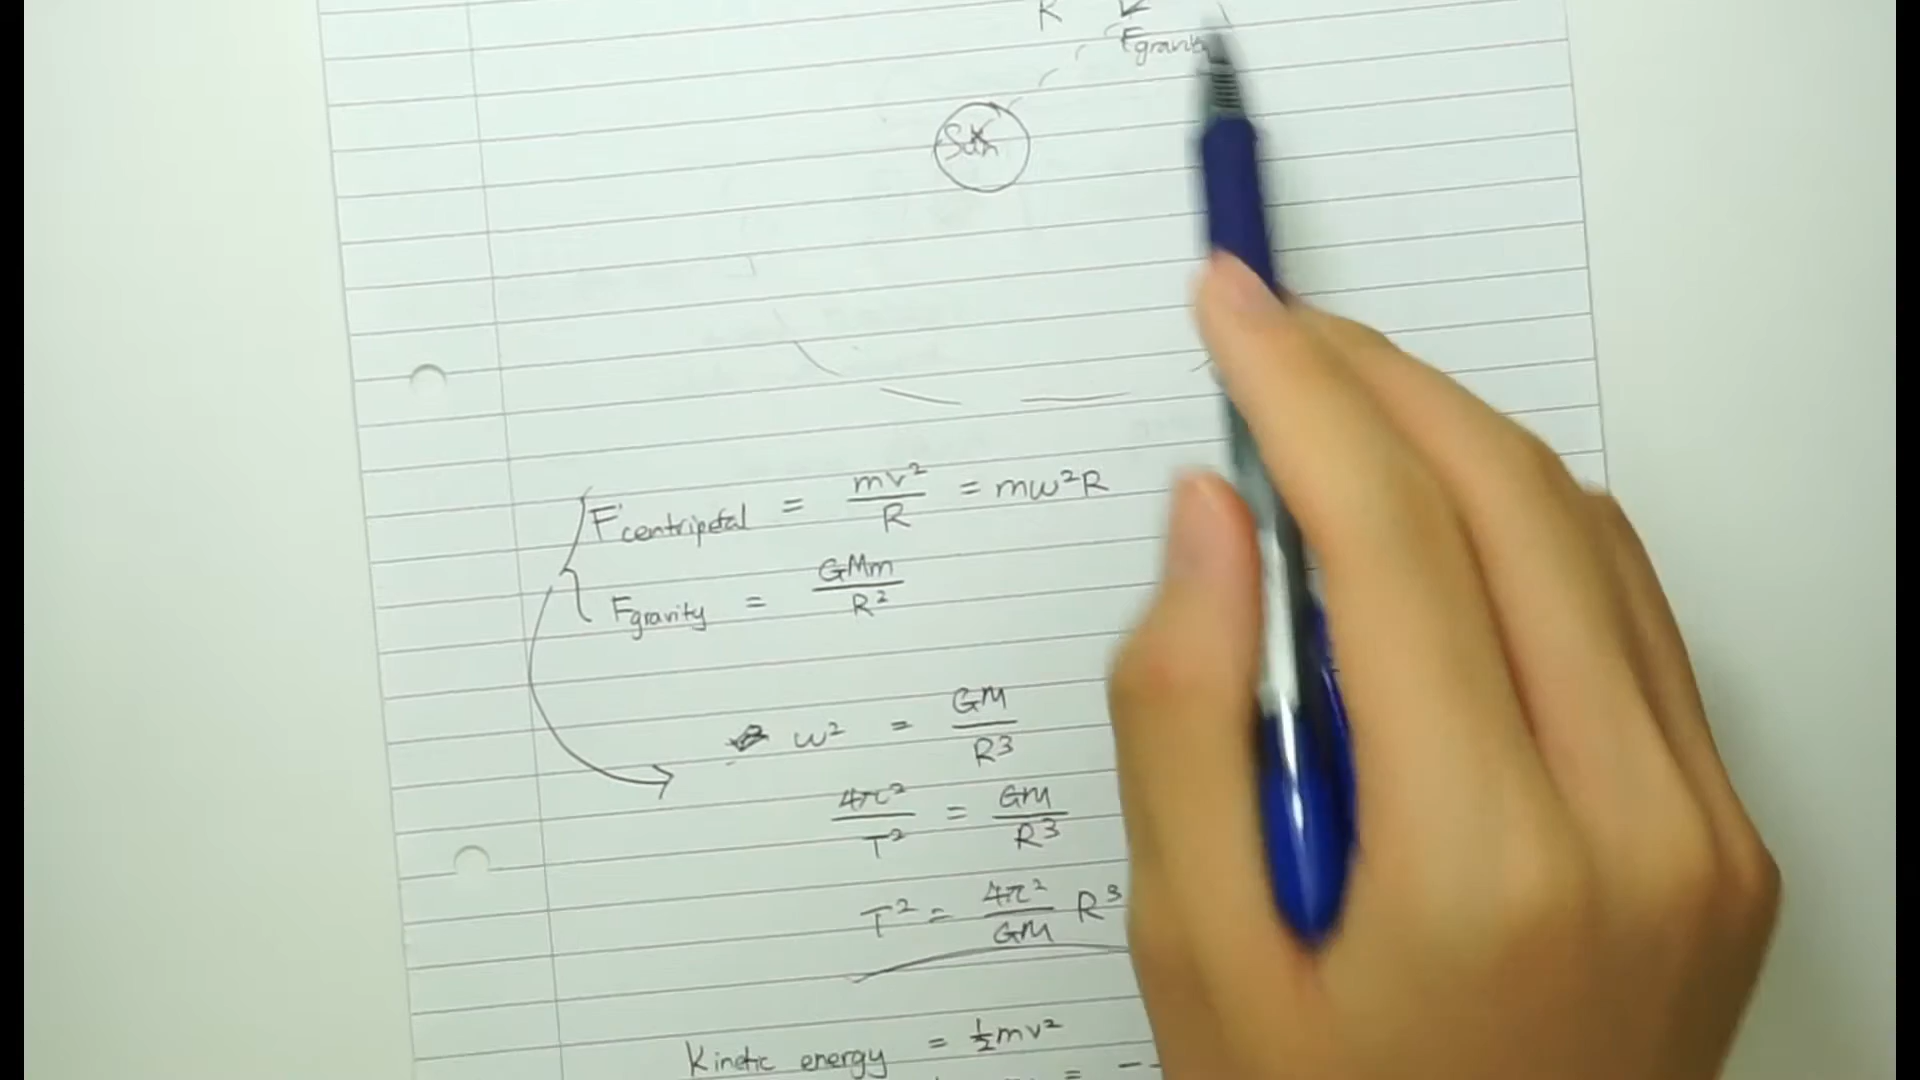 R
Fgravity
Sun
Fcentripetal = mv²/R = mω²R
Fgravity = GMm/R²
ω² = GM/R³
4π²/T² = GM/R³
T² = 4π²/GM R³
Kinetic energy = ½mv²
= -